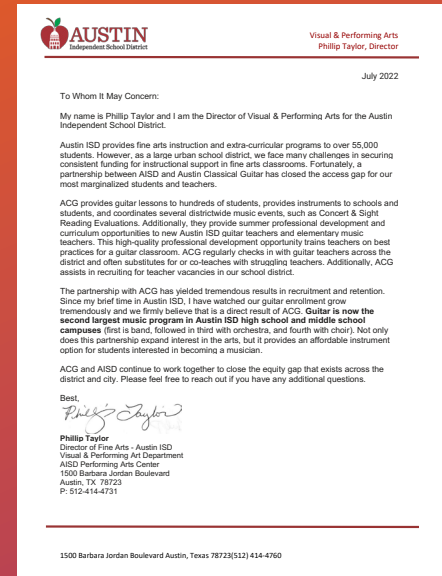 AUSTIN
Independent School District
Visual & Performing Arts
Phillip Taylor, Director
July 2022
To Whom It May Concern:
My name is Phillip Taylor and I am the Director of Visual & Performing Arts for the Austin
Independent School District.
Austin ISD provides fine arts instruction and extra-curricular programs to over 55,000
students. However, as a large urban school district, we face many challenges in securing
consistent funding for instructional support in fine arts classrooms. Fortunately, a
partnership between AISD and Austin Classical Guitar has closed the access gap for our
most marginalized students and teachers.
ACG provides guitar lessons to hundreds of students, provides instruments to schools and
students, and coordinates several districtwide music events, such as Concert & Sight
Reading Evaluations. Additionally, they provide summer professional development and
curriculum opportunities to new Austin ISD guitar teachers and elementary music
teachers. This high-quality professional development opportunity trains teachers on best
practices for a guitar classroom. ACG regularly checks in with guitar teachers across the
district and often substitutes for or co-teaches with struggling teachers. Additionally, ACG
assists in recruiting for teacher vacancies in our school district.
The partnership with ACG has yielded tremendous results in recruitment and retention.
Since my brief time in Austin ISD, I have watched our guitar enrollment grow
tremendously and we firmly believe that is a direct result of ACG. Guitar is now the
second largest music program in Austin ISD high school and middle school
campuses (first is band, followed in third with orchestra, and fourth with choir). Not only
does this partnership expand interest in the arts, but it provides an affordable instrument
option for students interested in becoming a musician.
ACG and AISD continue to work together to close the equity gap that exists across the
district and city. Please feel free to reach out if you have any additional questions.
Best,
Phillip Taylor
Phillip Taylor
Director of Fine Arts - Austin ISD
Visual & Performing Art Department
AISD Performing Arts Center
1500 Barbara Jordan Boulevard
Austin, TX 78723
P: 512-414-4731
1500 Barbara Jordan Boulevard Austin, Texas 78723(512) 414-4760